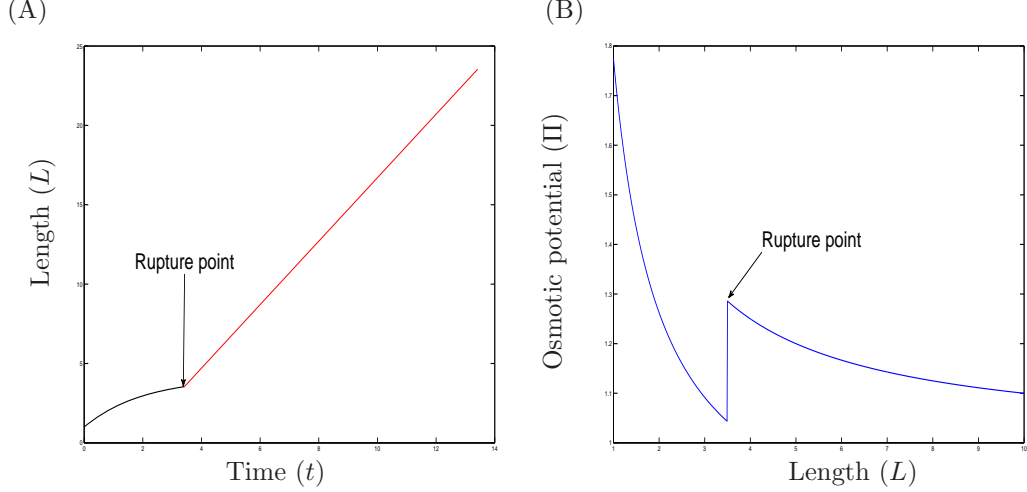 (A)
Length (L)
25
20
15
10
5
0
Rupture point
0 2 4 6 8 10 12 14
Time (t)
(B)
Osmotic potential (Π)
1.8
1.7
1.6
1.5
1.4
1.3
1.2
1.1
1
Rupture point
1 2 3 4 5 6 7 8 9 10
Length (L)